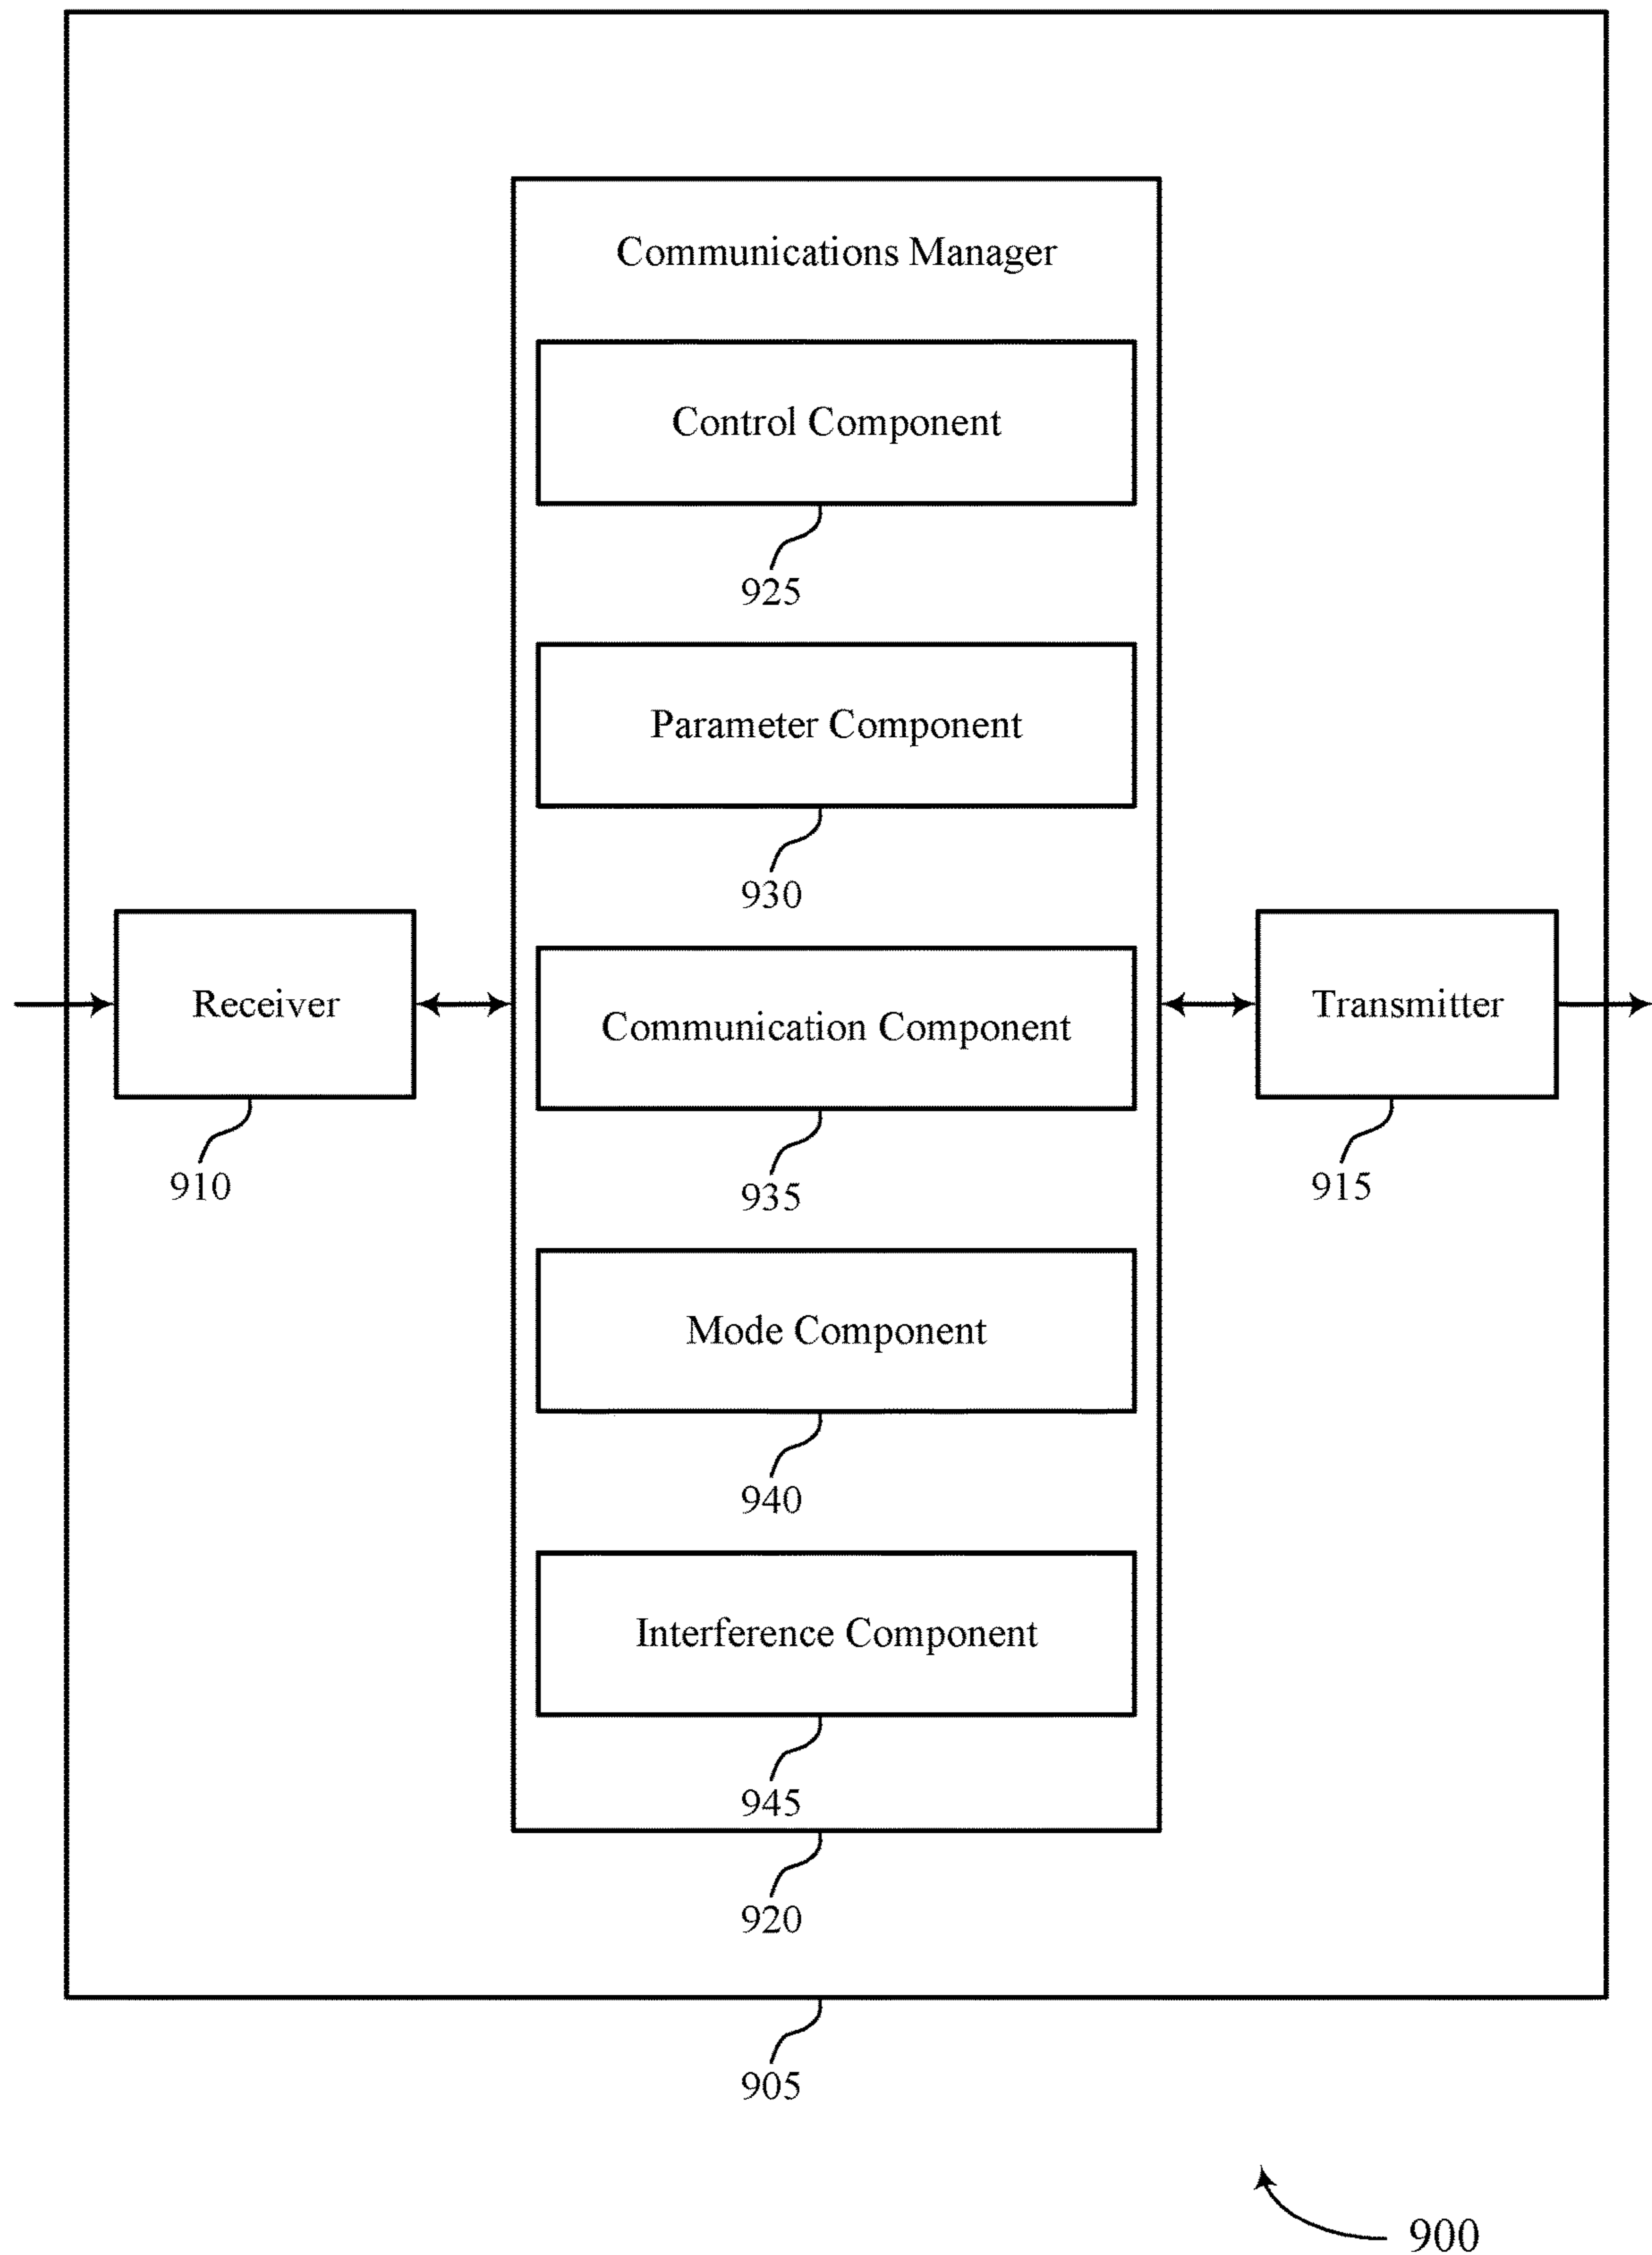 Communications Manager
Control Component
925
Parameter Component
930
Receiver
910
Communication Component
935
Transmitter
915
Mode Component
940
Interference Component
945
920
905
900